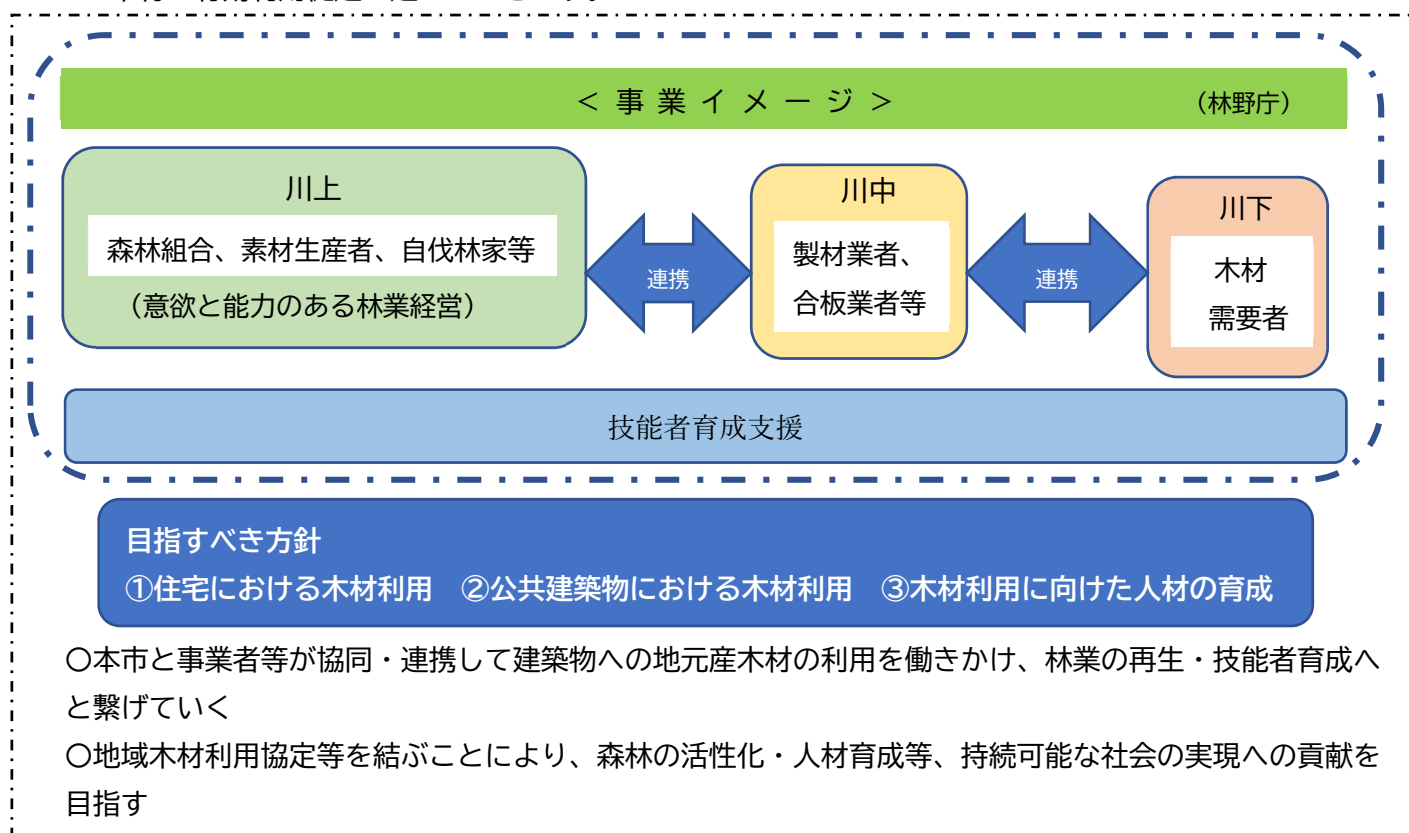 <事業イメージ>
(林野庁)
川上
森林組合、素材生産者、自伐林家等
(意欲と能力のある林業経営)
連携
川中
製材業者、
合板業者等
連携
川下
木材
需要者
技能者育成支援
目指すべき方針
①住宅における木材利用 ②公共建築物における木材利用 ③木材利用に向けた人材の育成
〇本市と事業者等が協同・連携して建築物への地元産木材の利用を働きかけ、林業の再生・技能者育成へ
と繋げていく
〇地域木材利用協定等を結ぶことにより、森林の活性化・人材育成等、持続可能な社会の実現への貢献を
目指す